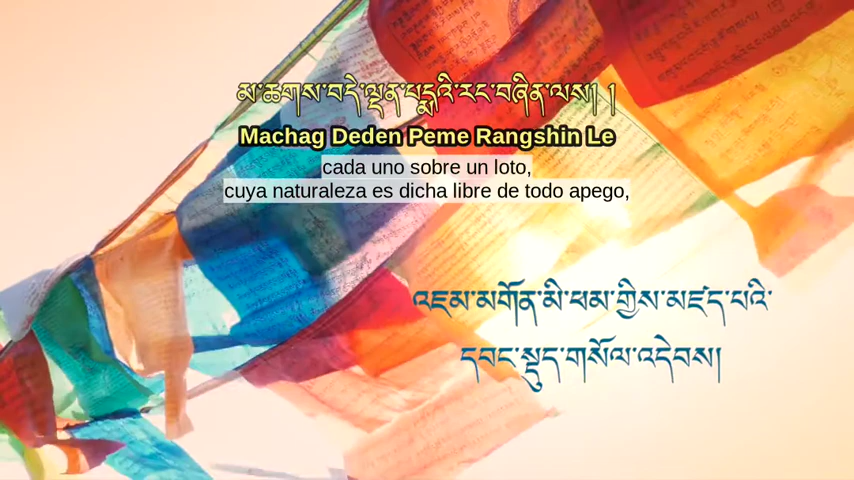 མ་ཆགས་བདེ་ལྡན་པདྨའི་རང་བཞིན་ལས། །
Machag Deden Peme Rangshin Le
cada uno sobre un loto,
cuya naturaleza es dicha libre de todo apego,
འཇམ་མགོན་མི་ཕམ་གྱིས་མཛད་པའི་
དབང་སྡུད་གསོལ་འདེབས།